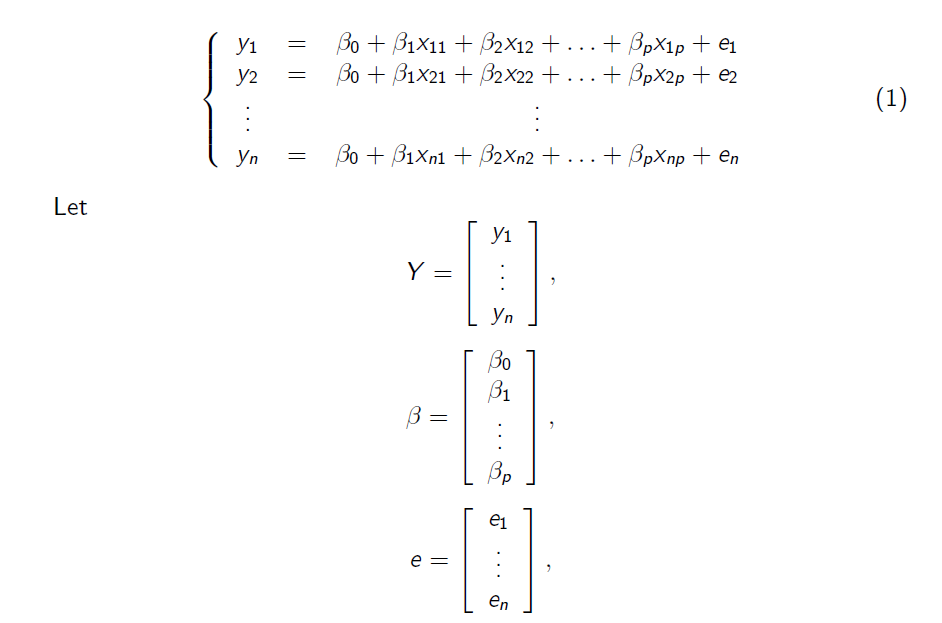 y₁ = β₀ + β₁x₁₁ + β₂x₁₂ + … + βₚx₁ₚ + e₁
y₂ = β₀ + β₁x₂₁ + β₂x₂₂ + … + βₚx₂ₚ + e₂
⋮ ⋮
yₙ = β₀ + β₁xₙ₁ + β₂xₙ₂ + … + βₚxₙₚ + eₙ
(1)
Let
Y = [ y₁ ⋮ yₙ ] ,
β = [ β₀ β₁ ⋮ βₚ ] ,
e = [ e₁ ⋮ eₙ ] ,